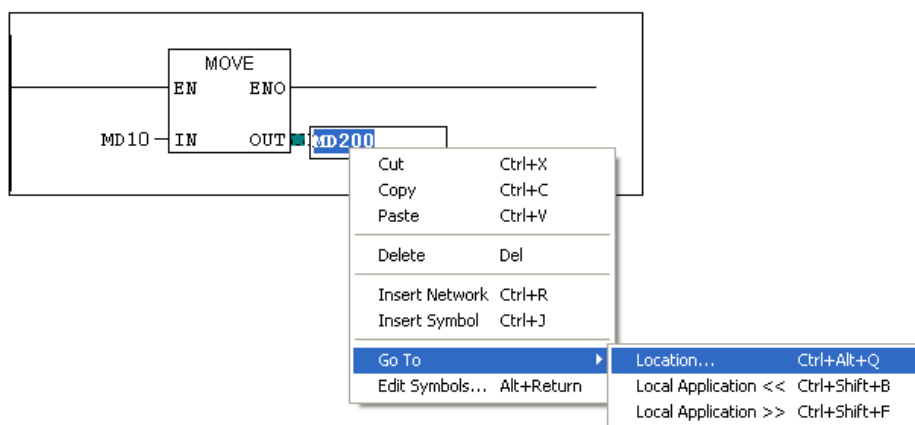 MOVE
EN ENO
MD10 IN OUT MD200
Cut Ctrl+X
Copy Ctrl+C
Paste Ctrl+V
Delete Del
Insert Network Ctrl+R
Insert Symbol Ctrl+J
Go To Location... Ctrl+Alt+Q
Edit Symbols... Alt+Return Local Application << Ctrl+Shift+B
Local Application >> Ctrl+Shift+F